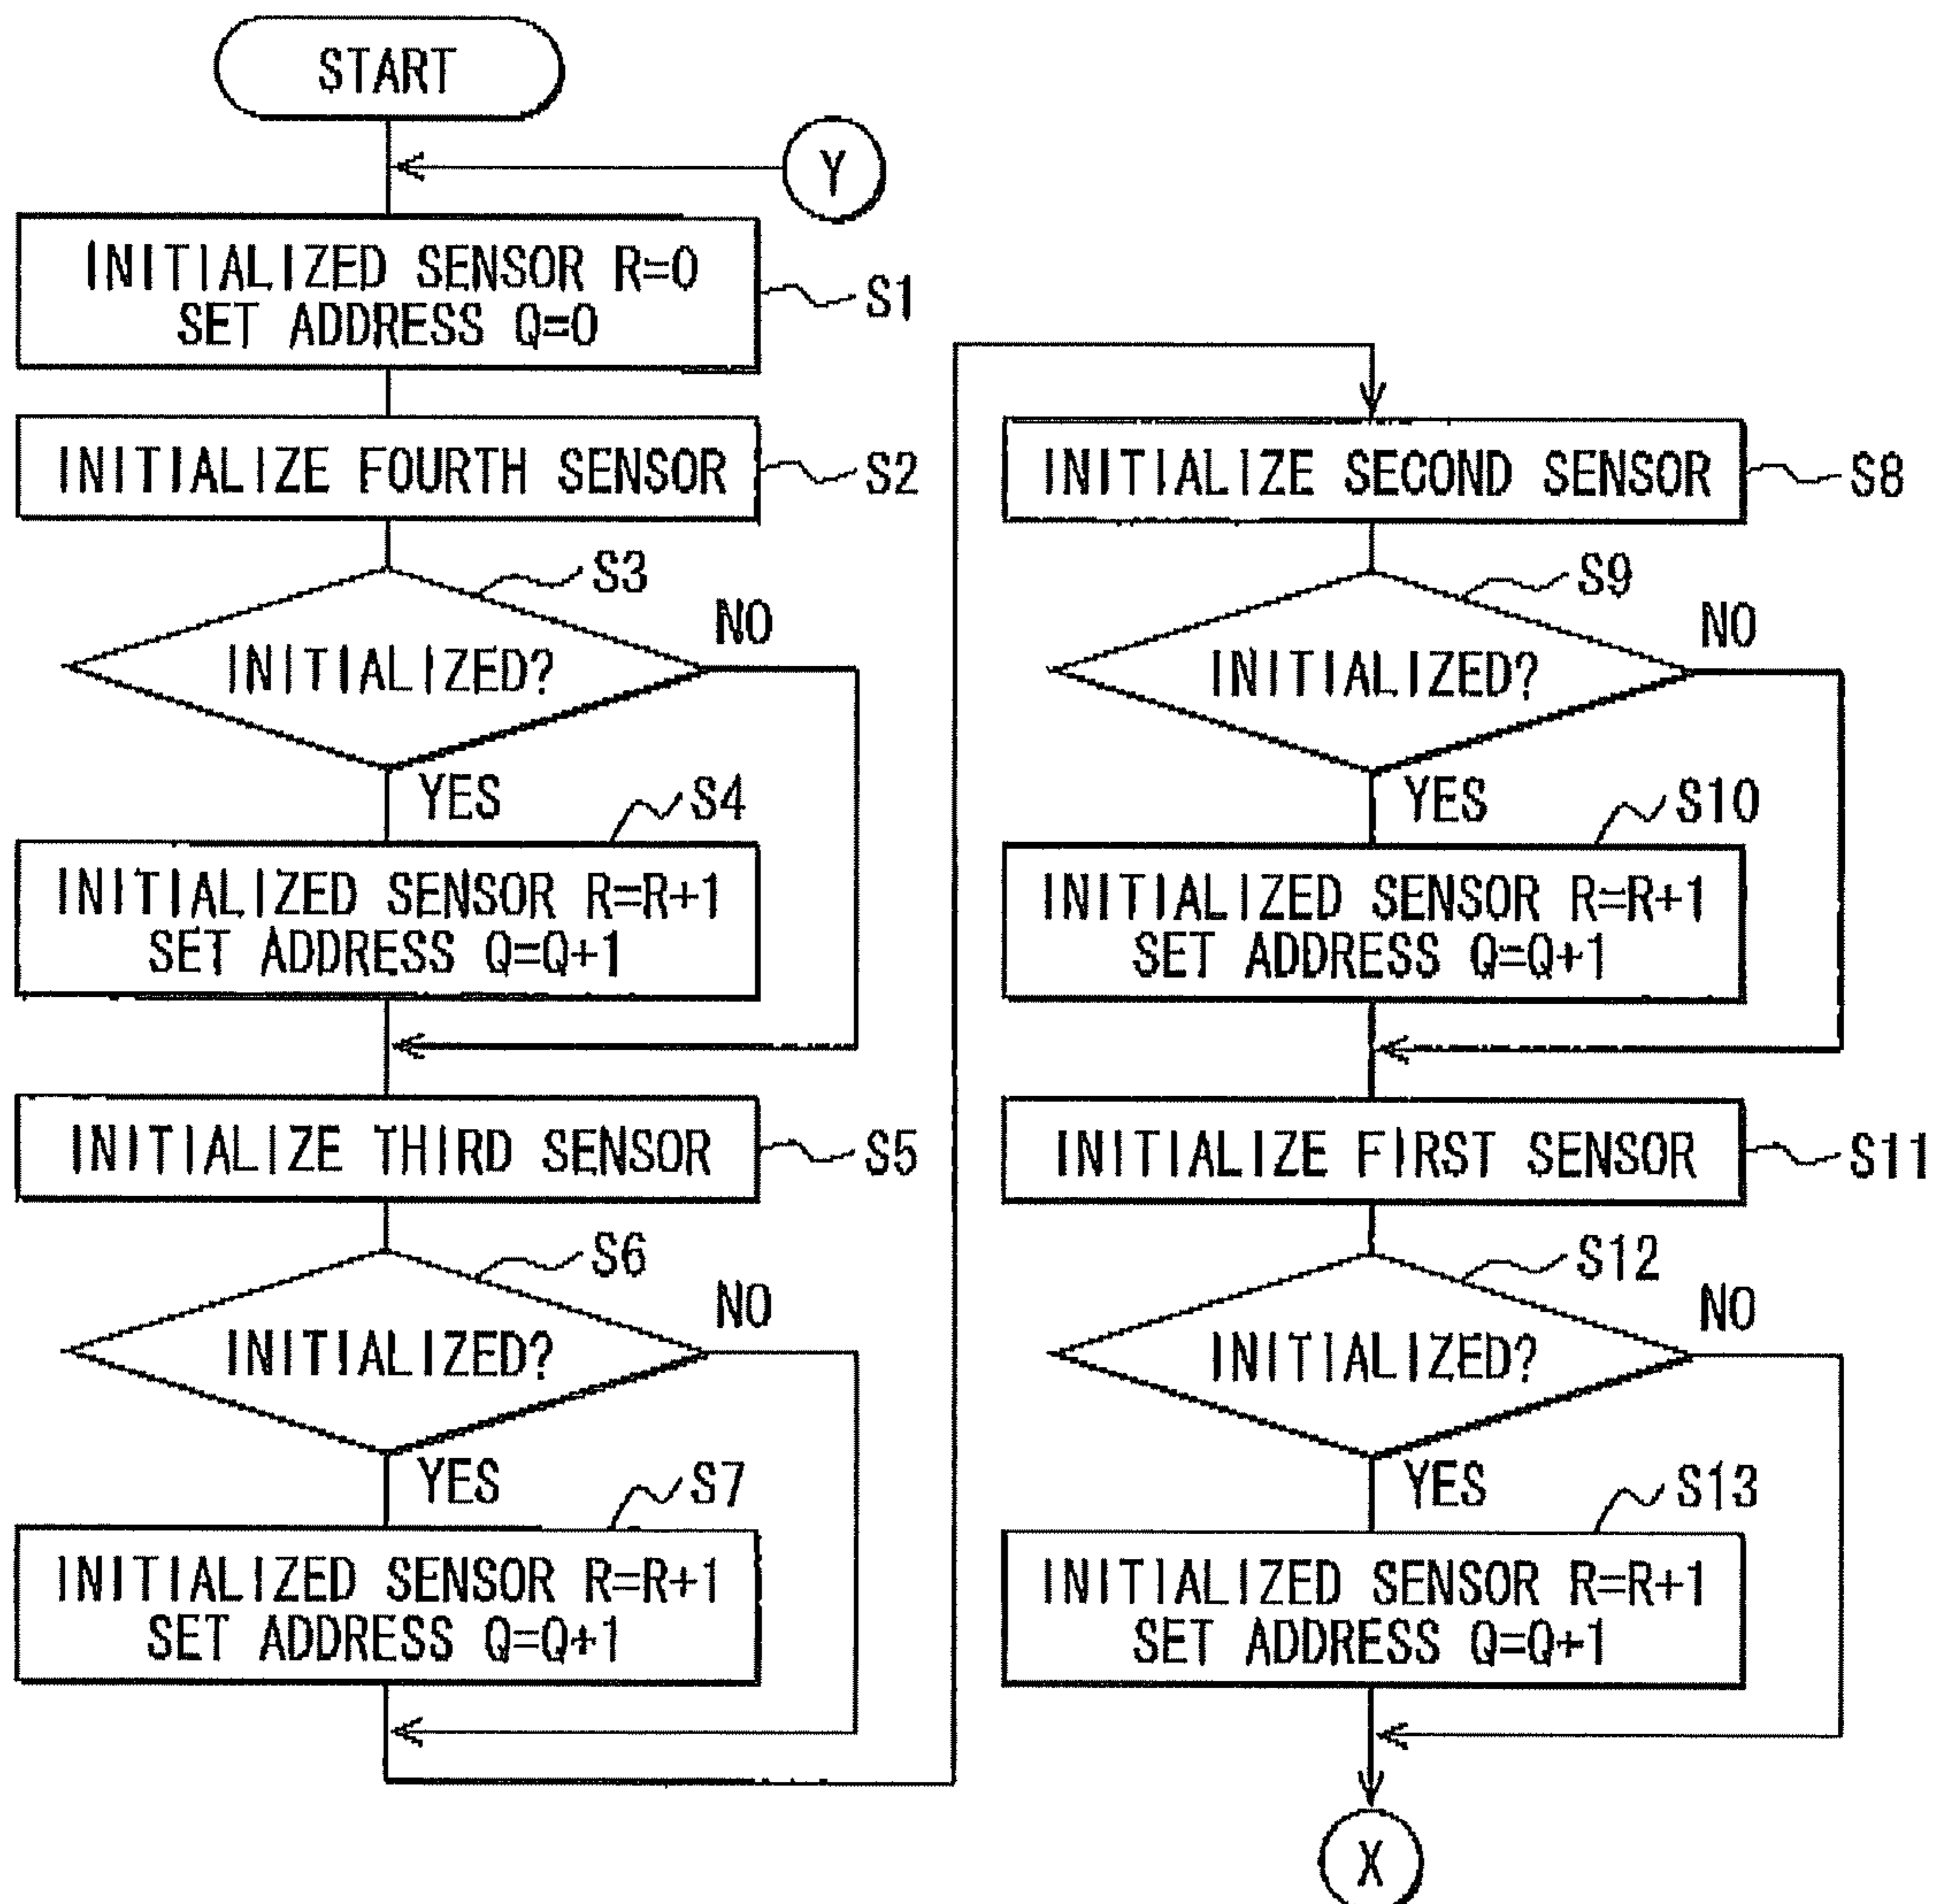 START
Y
INITIALIZED SENSOR R=0
SET ADDRESS Q=0
S1
INITIALIZE FOURTH SENSOR
S2
S3
INITIALIZED?
NO
YES
S4
INITIALIZED SENSOR R=R+1
SET ADDRESS Q=Q+1
INITIALIZE THIRD SENSOR
S5
S6
INITIALIZED?
NO
YES
S7
INITIALIZED SENSOR R=R+1
SET ADDRESS Q=Q+1
INITIALIZE SECOND SENSOR
S8
S9
INITIALIZED?
NO
YES
S10
INITIALIZED SENSOR R=R+1
SET ADDRESS Q=Q+1
INITIALIZE FIRST SENSOR
S11
S12
INITIALIZED?
NO
YES
S13
INITIALIZED SENSOR R=R+1
SET ADDRESS Q=Q+1
X